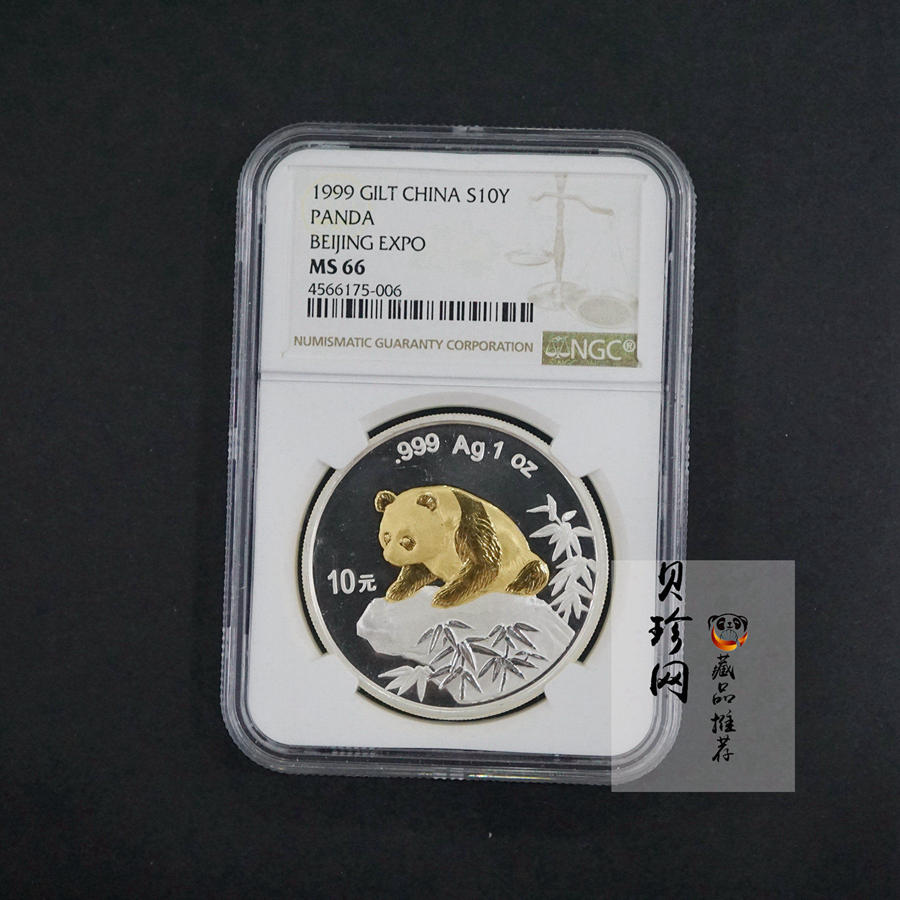 1999 GILT CHINA S10Y
PANDA
BEIJING EXPO
MS 66
4566175-006
NUMISMATIC GUARANTY CORPORATION
NGC®
.999 Ag 1 oz
10元
贝珍网
藏品推荐